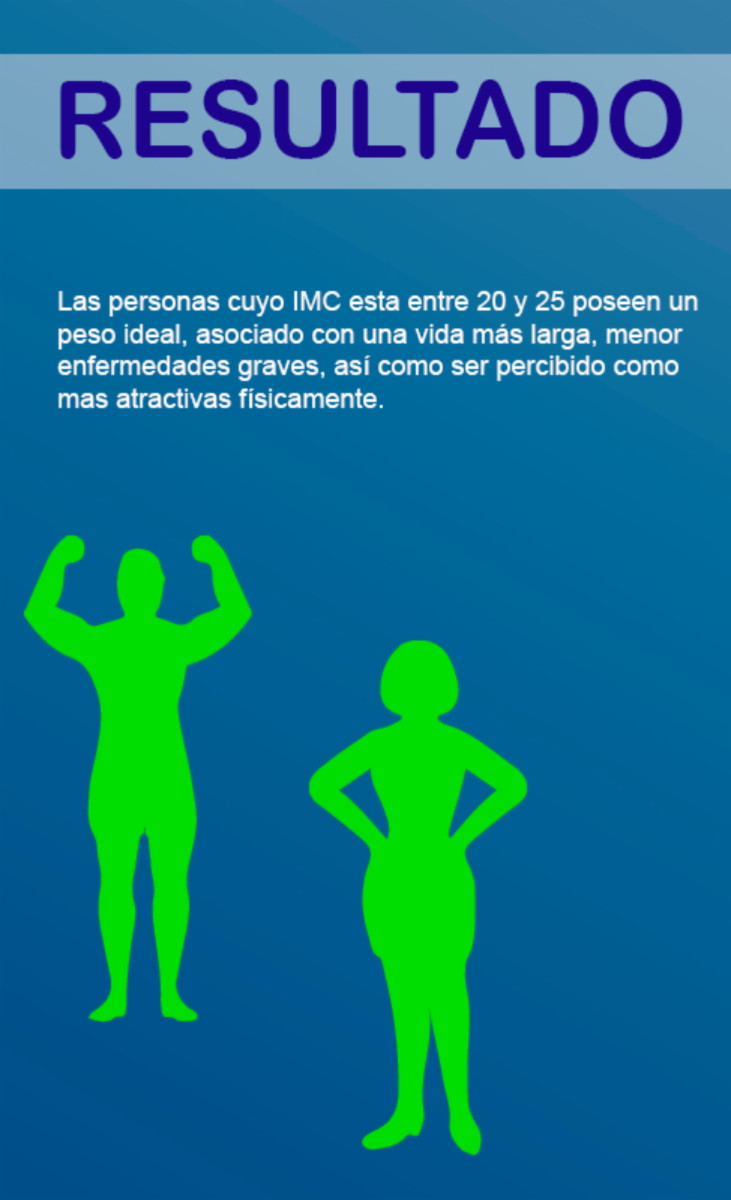 RESULTADO
Las personas cuyo IMC esta entre 20 y 25 poseen un
peso ideal, asociado con una vida más larga, menor
enfermedades graves, así como ser percibido como
mas atractivas físicamente.